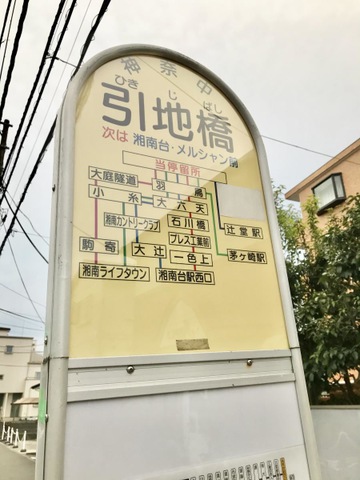 神奈中
ひき じ ばし
引地橋
次は 湘南台・メルシャン前
当停留所
大庭隧道 羽鳥
小糸 大六天
湘南カントリークラブ 石川橋 辻堂駅
駒寄 大辻 プレス工業前
一色上 茅ヶ崎駅
湘南ライフタウン 湘南台駅西口